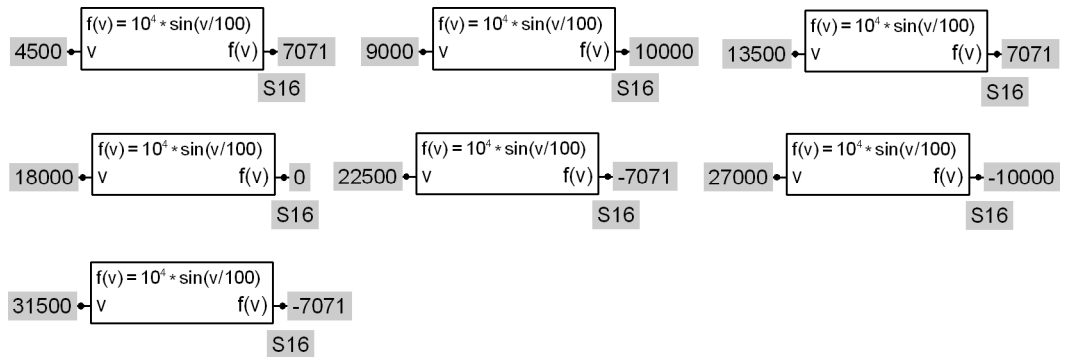 f(v) = 10⁴ * sin(v/100)
4500 v f(v) 7071
S16
f(v) = 10⁴ * sin(v/100)
9000 v f(v) 10000
S16
f(v) = 10⁴ * sin(v/100)
13500 v f(v) 7071
S16
f(v) = 10⁴ * sin(v/100)
18000 v f(v) 0
S16
f(v) = 10⁴ * sin(v/100)
22500 v f(v) -7071
S16
f(v) = 10⁴ * sin(v/100)
27000 v f(v) -10000
S16
f(v) = 10⁴ * sin(v/100)
31500 v f(v) -7071
S16